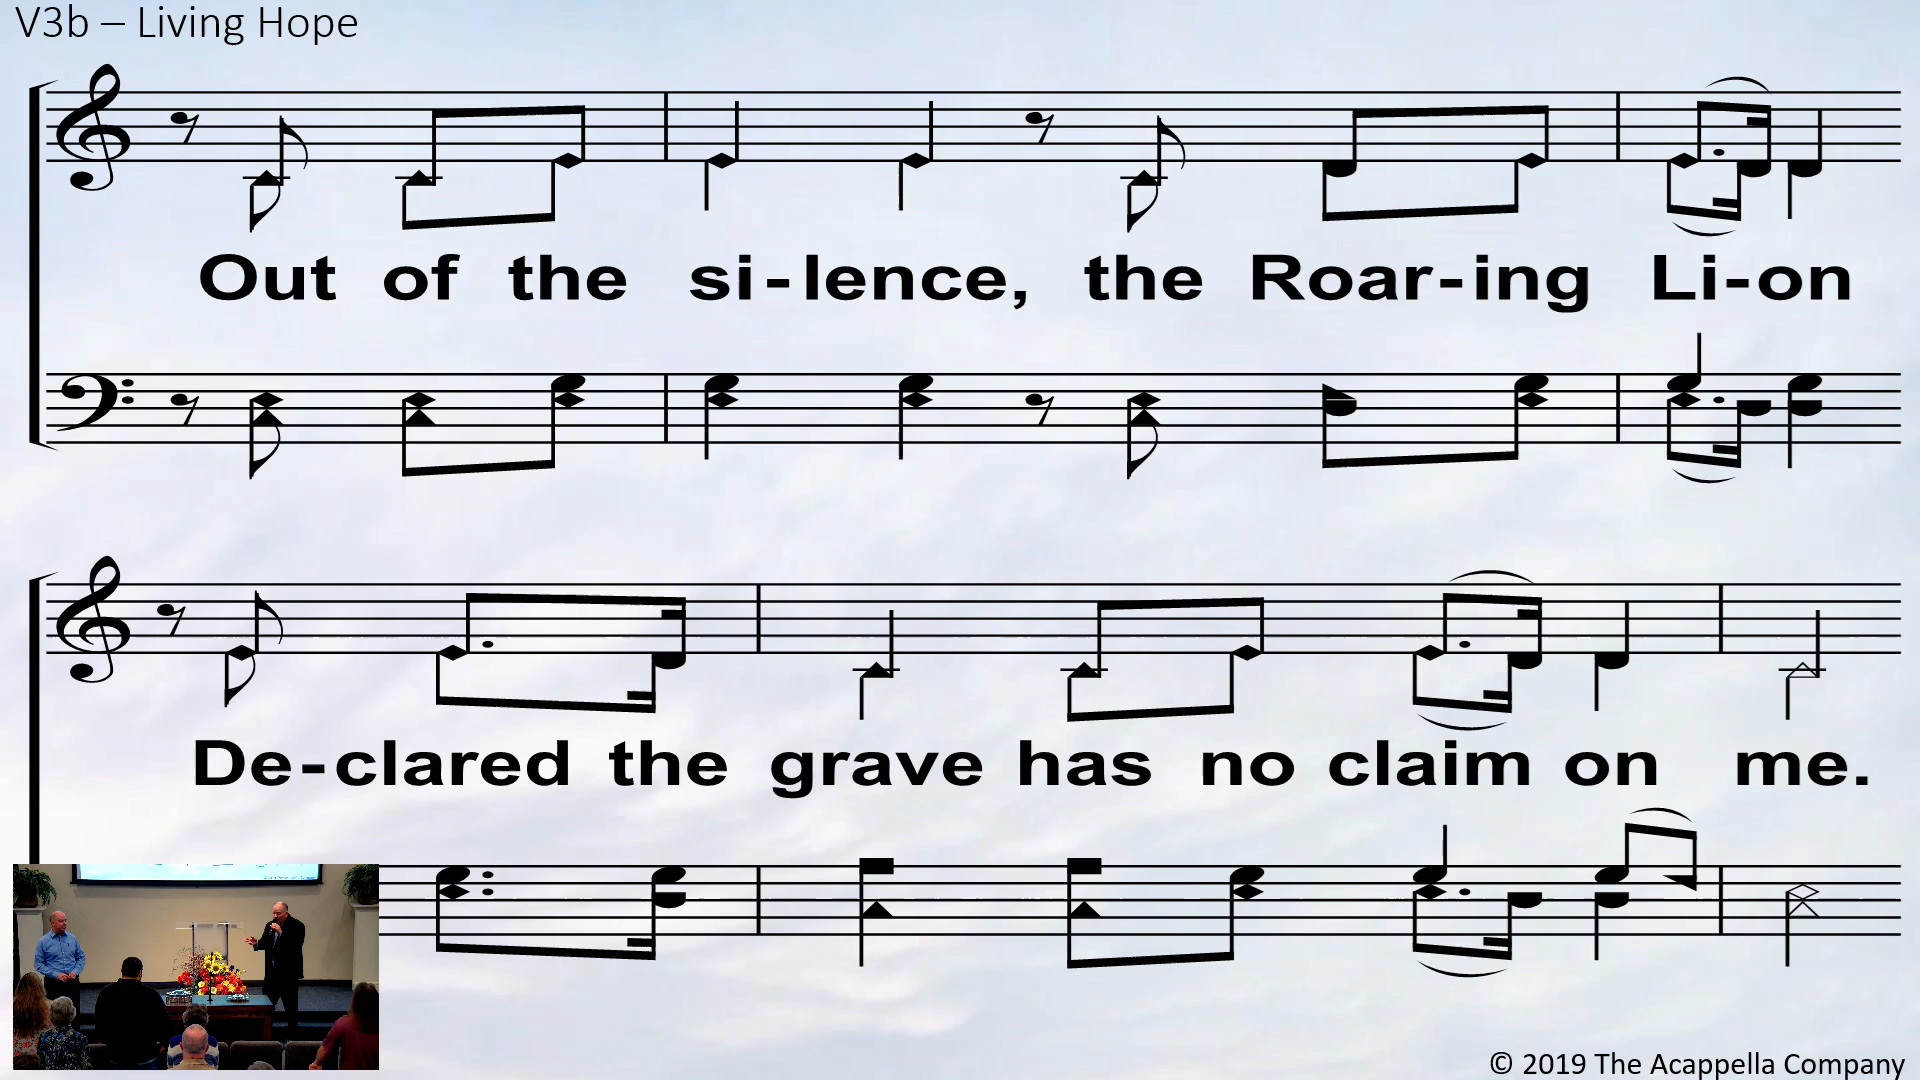 V3b – Living Hope
Out of the si-lence, the Roar-ing Li-on
De-clared the grave has no claim on me.
© 2019 The Acappella Company